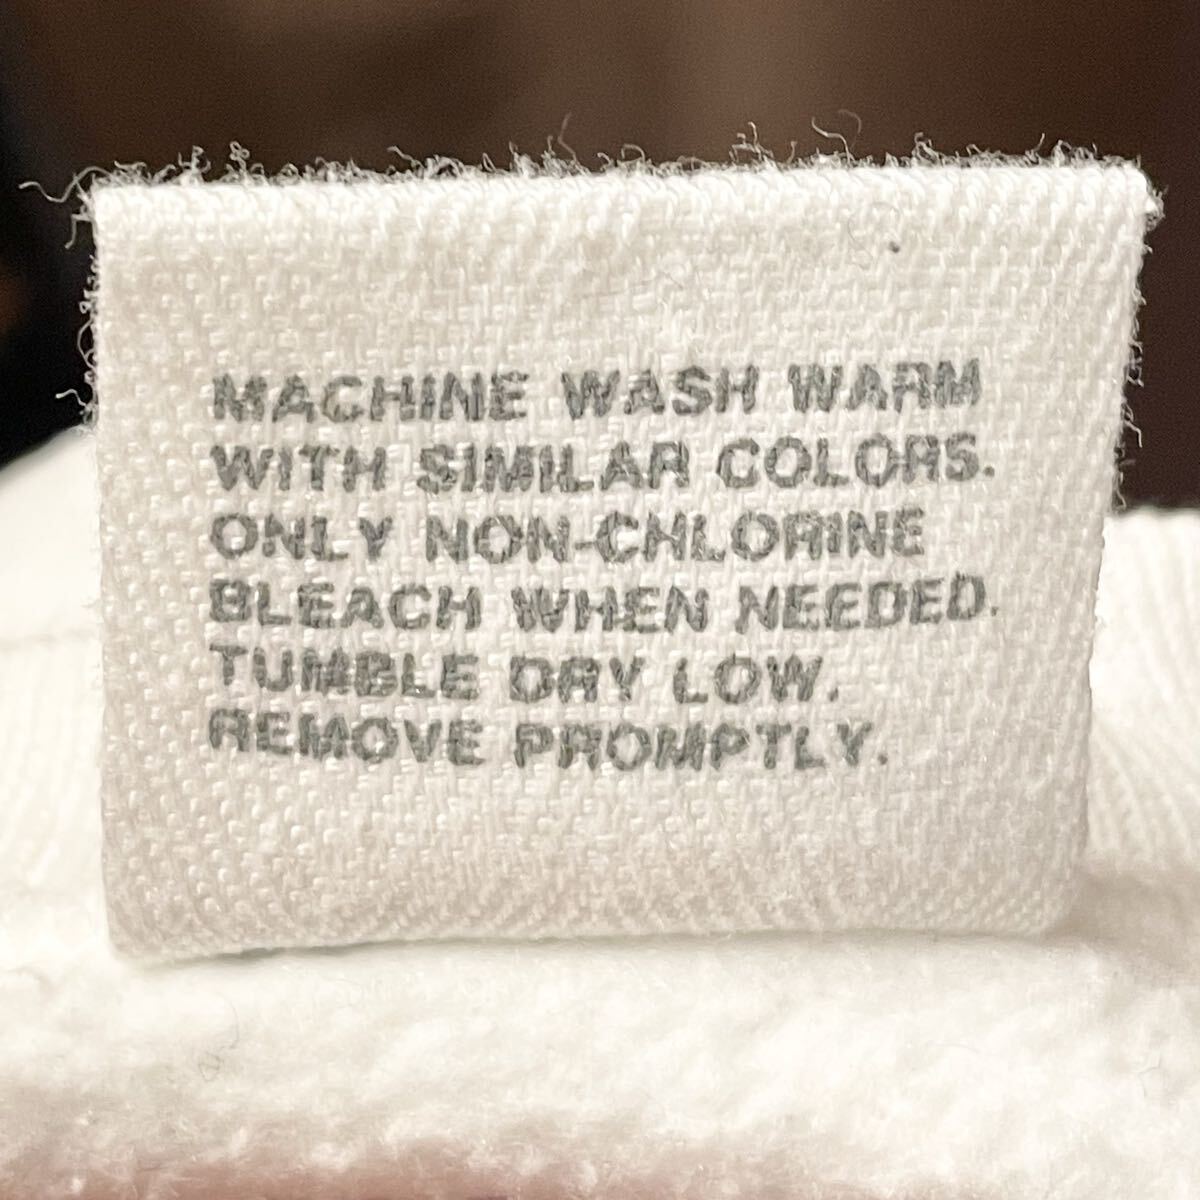 MACHINE WASH WARM
WITH SIMILAR COLORS.
ONLY NON-CHLORINE
BLEACH WHEN NEEDED.
TUMBLE DRY LOW.
REMOVE PROMPTLY.